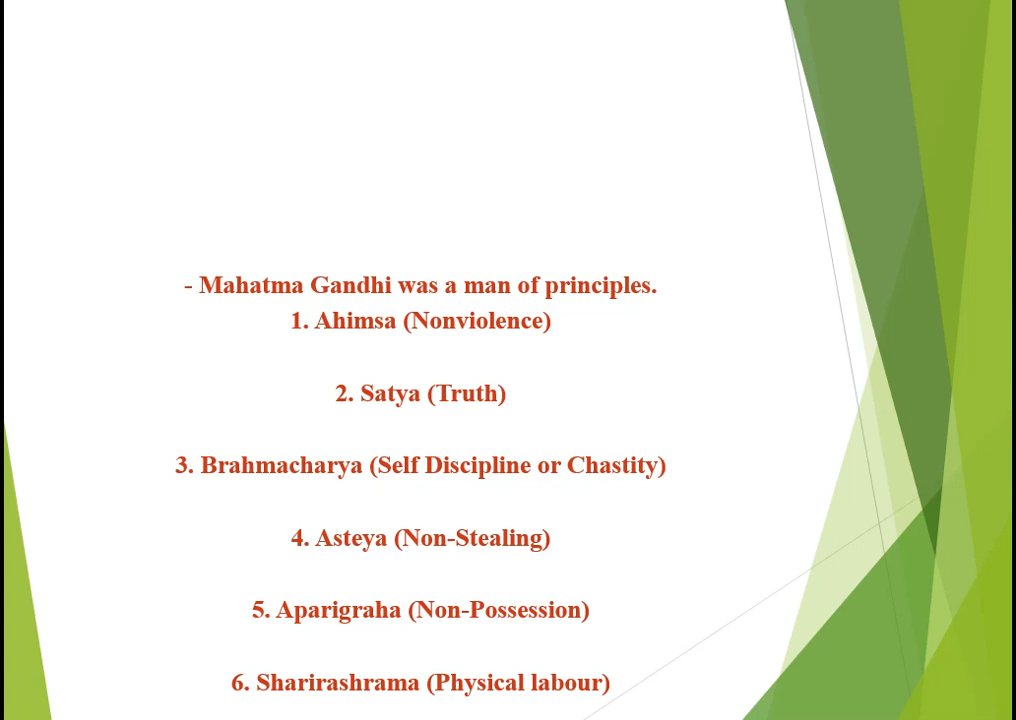 - Mahatma Gandhi was a man of principles.
1. Ahimsa (Nonviolence)
2. Satya (Truth)
3. Brahmacharya (Self Discipline or Chastity)
4. Asteya (Non-Stealing)
5. Aparigraha (Non-Possession)
6. Sharirashrama (Physical labour)